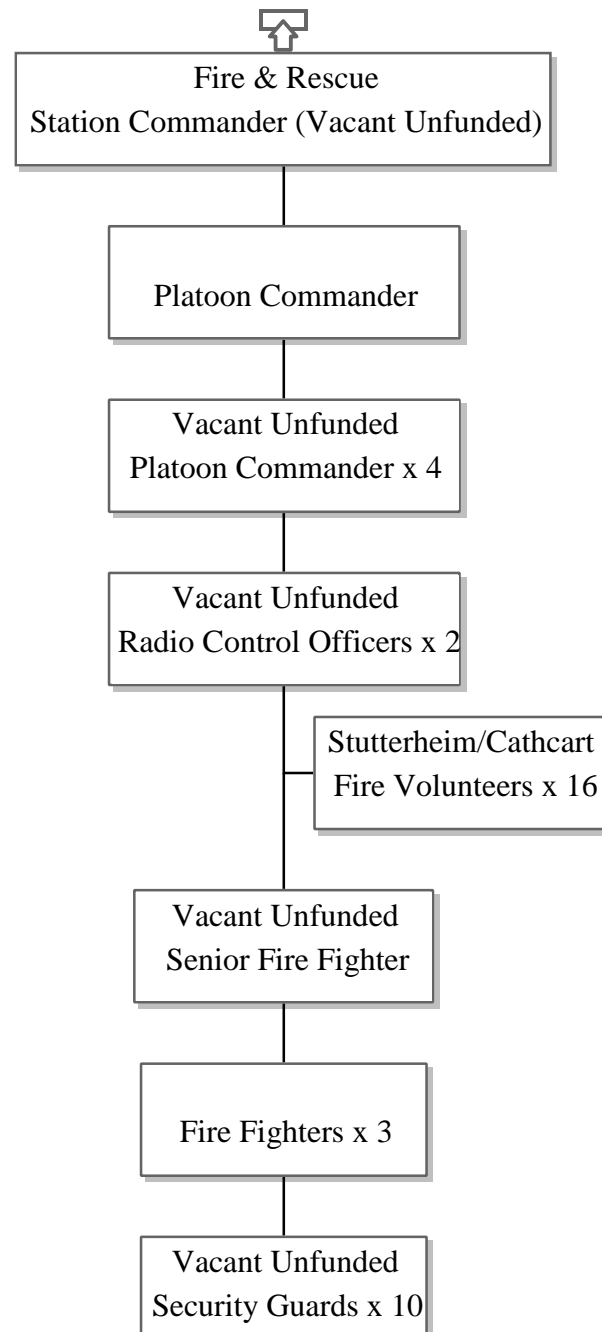 Fire & Rescue
Station Commander (Vacant Unfunded)
Platoon Commander
Vacant Unfunded
Platoon Commander x 4
Vacant Unfunded
Radio Control Officers x 2
Stutterheim/Cathcart
Fire Volunteers x 16
Vacant Unfunded
Senior Fire Fighter
Fire Fighters x 3
Vacant Unfunded
Security Guards x 10